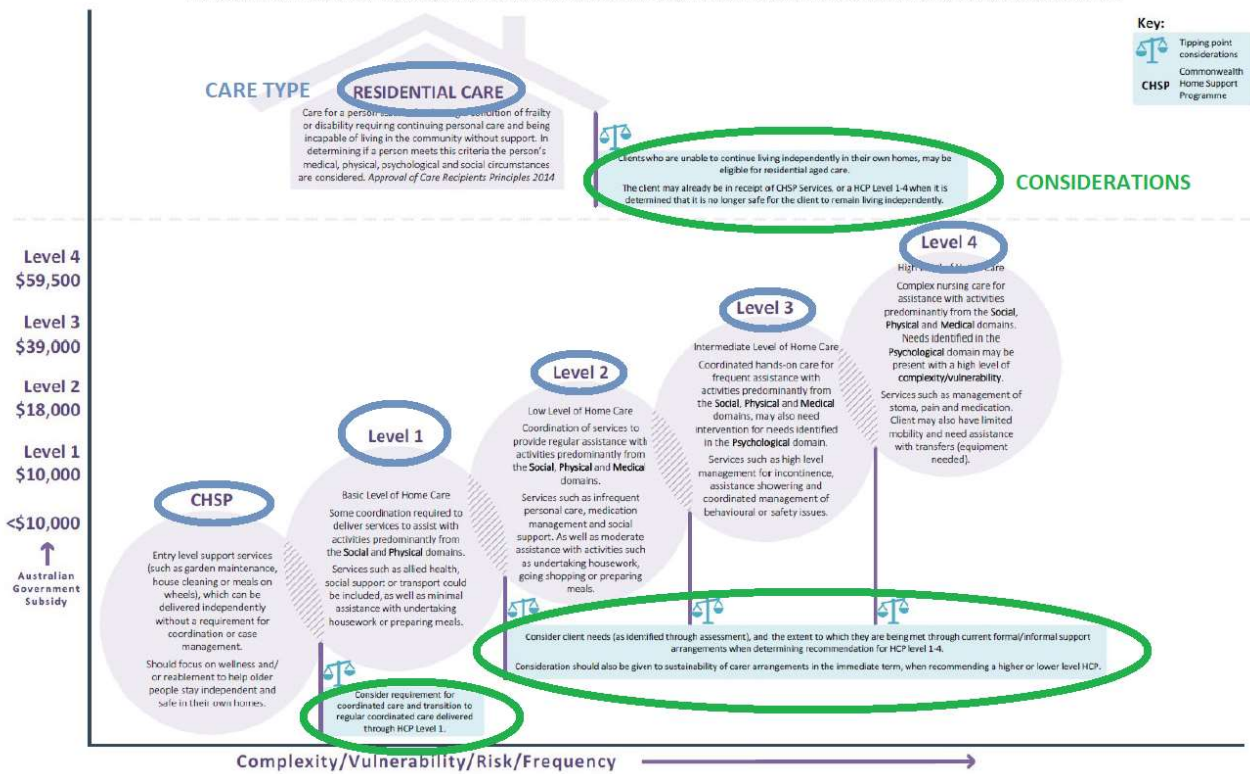 Key:
Tipping point
considerations
CHSP
Commonwealth
Home Support
Programme
CARE TYPE
RESIDENTIAL CARE
Care for a person condition of frailty
or disability requiring continuing personal care and being
incapable of living in the community without support. In
determining if a person meets this criteria the person's
medical, physical, psychological and social circumstances
are considered. Approval of Care Recipients Principles 2014
Clients who are unable to continue living independently in their own homes, may be
eligible for residential aged care.
The client may already be in receipt of CHSP Services, or a HCP Level 1-4 when it is
determined that it is no longer safe for the client to remain living independently.
CONSIDERATIONS
Level 4
$59,500
Level 3
$39,000
Level 2
$18,000
Level 1
$10,000
<$10,000
Australian
Government
Subsidy
CHSP
Entry level support services
(such as garden maintenance,
house cleaning or meals on
wheels), which can be
delivered independently
without a requirement for
coordination or case
management.
Should focus on wellness and/
or reablement to help older
people stay independent and
safe in their own homes.
Level 1
Basic Level of Home Care
Some coordination required to
deliver services to assist with
activities predominantly from
the Social and Physical domains.
Services such as allied health,
social support or transport could
be included, as well as minimal
assistance with undertaking
housework or preparing meals.
Level 2
Low Level of Home Care
Coordination of services to
provide regular assistance with
activities predominantly from
the Social, Physical and Medical
domains.
Services such as infrequent
personal care, medication
management and social
support. As well as moderate
assistance with activities such
as undertaking housework,
going shopping or preparing
meals.
Level 3
Intermediate Level of Home Care
Coordinated hands-on care for
frequent assistance with
activities predominantly from
the Social, Physical and Medical
domains, may also need
intervention for needs identified
in the Psychological domain.
Services such as high level
management for incontinence,
assistance showering and
coordinated management of
behavioural or safety issues.
Level 4
Care
Complex nursing care for
assistance with activities
predominantly from the Social,
Physical and Medical domains.
Needs identified in the
Psychological domain may be
present with a high level of
complexity/vulnerability.
Services such as management of
stoma, pain and medication.
Client may also have limited
mobility and need assistance
with transfers (equipment
needed).
Consider requirement for
coordinated care and transition to
regular coordinated care delivered
through HCP Level 1.
Consider client needs (as identified through assessment), and the extent to which they are being met through current formal/informal support
arrangements when determining recommendation for HCP level 1-4.
Consideration should also be given to sustainability of carer arrangements in the immediate term, when recommending a higher or lower level HCP.
Complexity/Vulnerability/Risk/Frequency